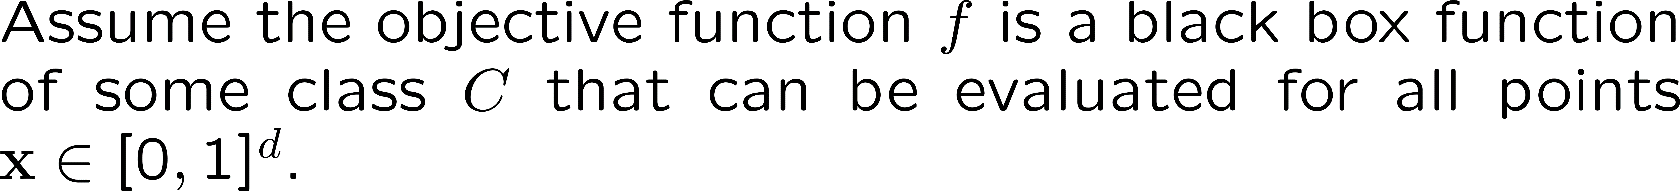 Assume the objective function f is a black box function
of some class C that can be evaluated for all points
x ∈ [0, 1]^d.